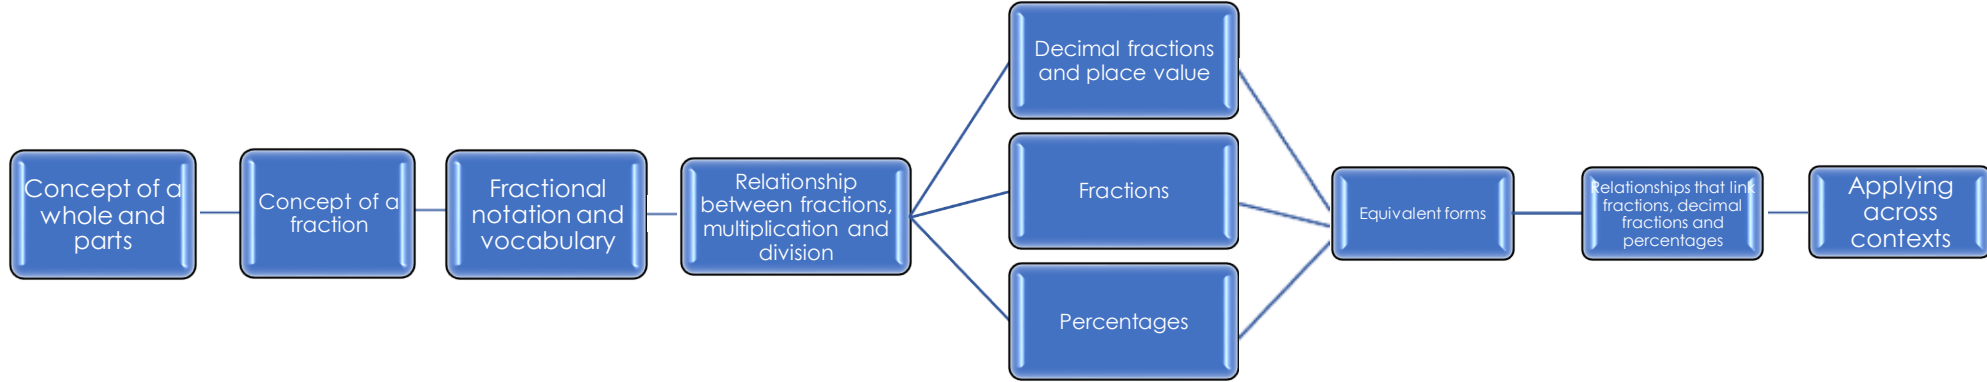 Concept of a
whole and
parts
Concept of a
fraction
Fractional
notation and
vocabulary
Relationship
between fractions,
multiplication and
division
Decimal fractions
and place value
Fractions
Percentages
Equivalent forms
Relationships that link
fractions, decimal
fractions and
percentages
Applying
across
contexts